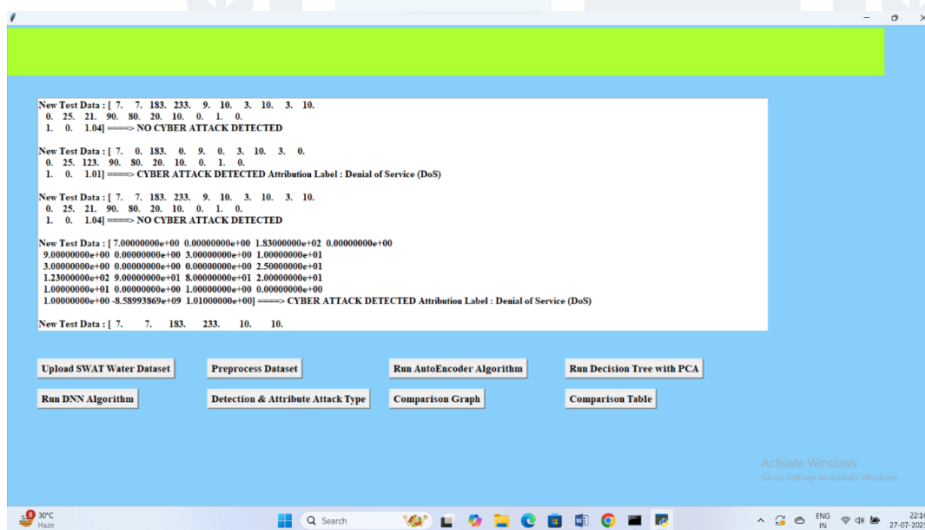 New Test Data : [ 7. 7. 183. 233. 9. 10. 3. 10. 3. 10.
0. 25. 21. 90. 80. 20. 10. 0. 1. 0.
1. 0. 1.04] ====> NO CYBER ATTACK DETECTED
New Test Data : [ 7. 0. 183. 0. 9. 0. 3. 10. 3. 0.
0. 25. 123. 90. 80. 20. 10. 0. 1. 0.
1. 0. 1.01] ====> CYBER ATTACK DETECTED Attribution Label : Denial of Service (DoS)
New Test Data : [ 7. 7. 183. 233. 9. 10. 3. 10. 3. 10.
0. 25. 21. 90. 80. 20. 10. 0. 1. 0.
1. 0. 1.04] ====> NO CYBER ATTACK DETECTED
New Test Data : [ 7.00000000e+00 0.00000000e+00 1.83000000e+02 0.00000000e+00
9.00000000e+00 0.00000000e+00 3.00000000e+00 1.00000000e+01
3.00000000e+00 0.00000000e+00 0.00000000e+00 2.50000000e+01
1.23000000e+02 9.00000000e+01 8.00000000e+01 2.00000000e+01
1.00000000e+01 0.00000000e+00 1.00000000e+00 0.00000000e+00
1.00000000e+00 -8.58993869e+09 1.01000000e+00] ====> CYBER ATTACK DETECTED Attribution Label : Denial of Service (DoS)
New Test Data : [ 7. 7. 183. 233. 10. 10.
Upload SWAT Water Dataset Preprocess Dataset Run AutoEncoder Algorithm Run Decision Tree with PCA
Run DNN Algorithm Detection & Attribute Attack Type Comparison Graph Comparison Table
Activate Windows
Go to Settings to activate Windows.
8 30°C
Haze
Search
ENG
IN
22:14
27-07-2025